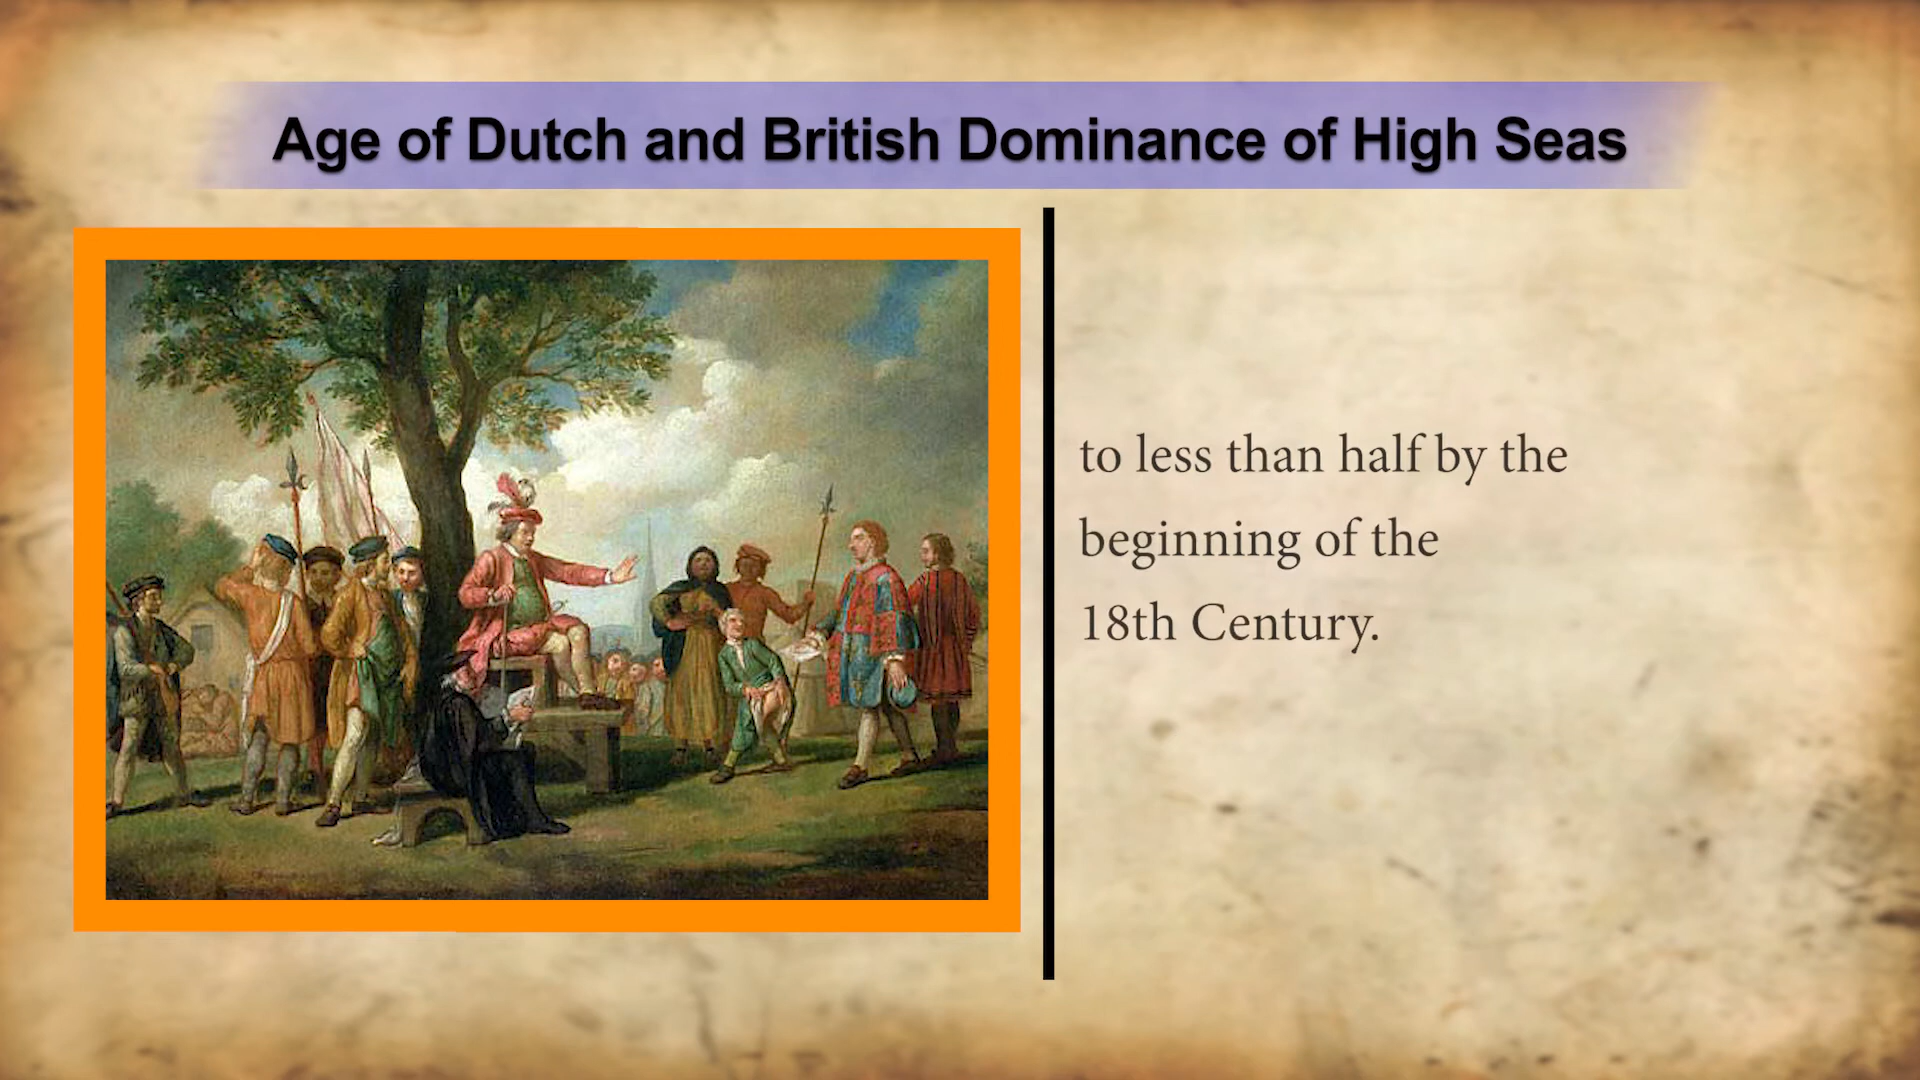 Age of Dutch and British Dominance of High Seas
to less than half by the
beginning of the
18th Century.